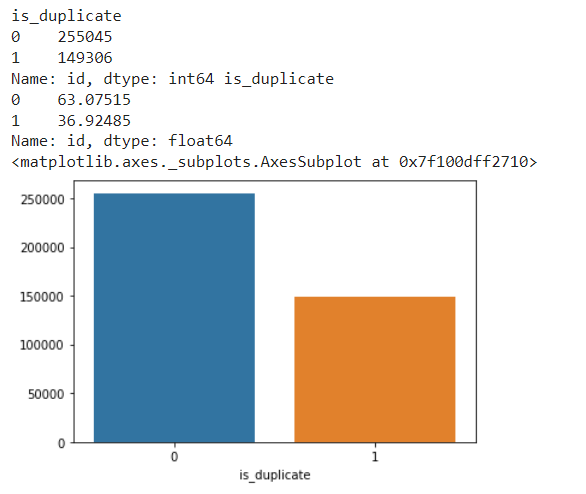 is_duplicate
0    255045
1    149306
Name: id, dtype: int64 is_duplicate
0    63.07515
1    36.92485
Name: id, dtype: float64
<matplotlib.axes._subplots.AxesSubplot at 0x7f100dff2710>
250000
200000
150000
100000
50000
0
0    1
is_duplicate